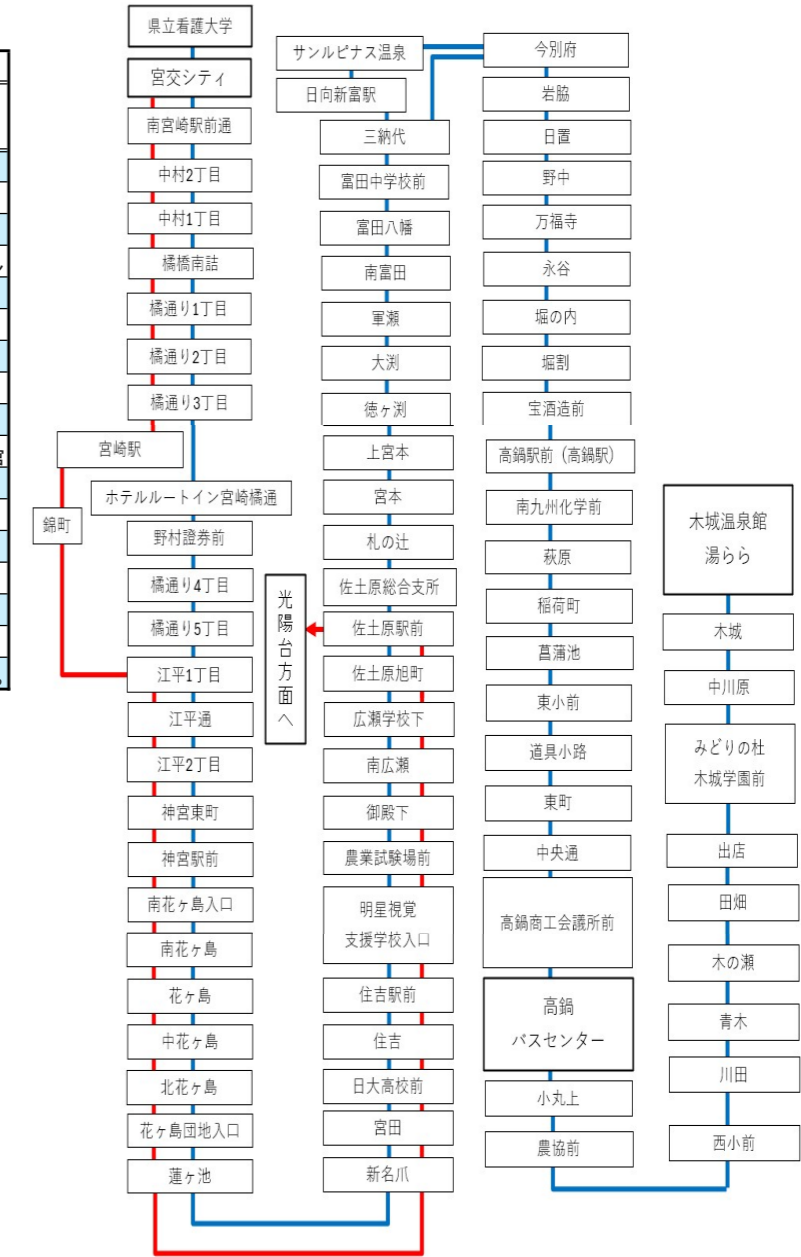 県立看護大学
宮交シティ
南宮崎駅前通
中村2丁目
中村1丁目
橘橋南詰
橘通り1丁目
橘通り2丁目
橘通り3丁目
宮崎駅
ホテルルートイン宮崎橘通
錦町
野村證券前
橘通り4丁目
橘通り5丁目
江平1丁目
江平通
江平2丁目
神宮東町
神宮駅前
南花ヶ島入口
南花ヶ島
花ヶ島
中花ヶ島
北花ヶ島
花ヶ島団地入口
蓮ヶ池
光陽台方面へ
サンルピナス温泉
日向新富駅
三納代
富田中学校前
富田八幡
南富田
軍瀬
大渕
徳ヶ渕
上宮本
宮本
札の辻
佐土原総合支所
佐土原駅前
佐土原旭町
広瀬学校下
南広瀬
御殿下
農業試験場前
明星視覚
支援学校入口
住吉駅前
住吉
日大高校前
宮田
新名爪
今別府
岩脇
日置
野中
万福寺
永谷
堀の内
堀割
宝酒造前
高鍋駅前（高鍋駅）
南九州化学前
萩原
稲荷町
菖蒲池
東小前
道具小路
東町
中央通
高鍋商工会議所前
高鍋
バスセンター
小丸上
農協前
木城温泉館
湯らら
木城
中川原
みどりの杜
木城学園前
出店
田畑
木の瀬
青木
川田
西小前